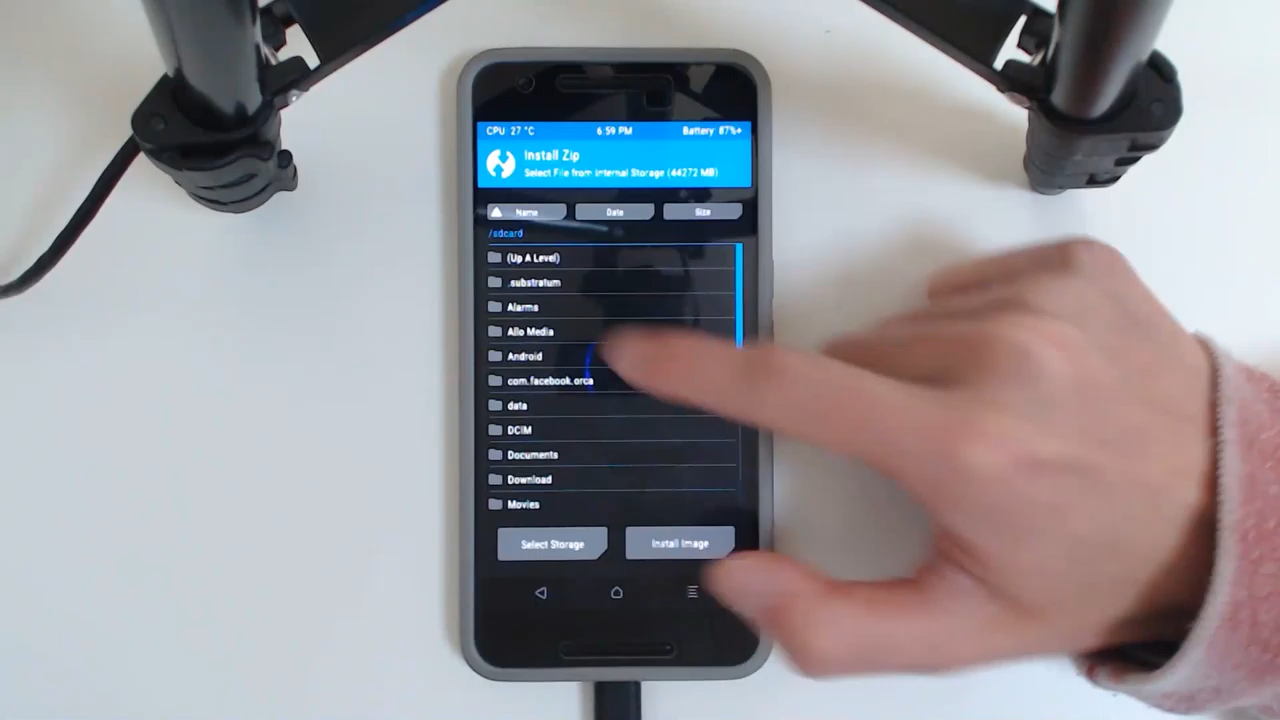 CPU: 27 °C 6:59 PM Battery: 87%+
Install Zip
Select File from Internal Storage (44272 MB)
Name Date Size
/sdcard
(Up A Level)
.substratum
Alarms
Allo Media
Android
com.facebook.orca
data
DCIM
Documents
Download
Movies
Select Storage Install Image